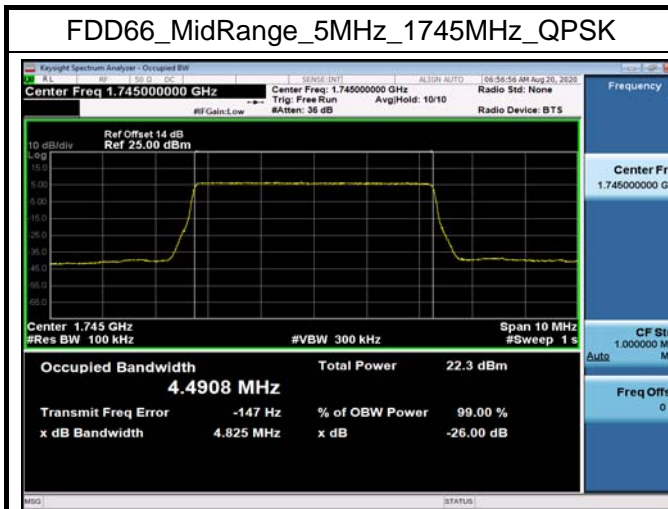 FDD66_MidRange_5MHz_1745MHz_QPSK
Keysight Spectrum Analyzer - Occupied BW
RL RF 50 Ω DC SENSE:INT ALIGN AUTO 06:56:56 AM Aug 20, 2020
Center Freq 1.745000000 GHz
Center Freq: 1.745000000 GHz
Radio Std: None
Trig: Free Run Avg|Hold: 10/10
#IFGain:Low #Atten: 36 dB Radio Device: BTS
Frequency
Ref Offset 14 dB
10 dB/div Ref 25.00 dBm
Log
15.0
5.00
-5.00
-15.0
-25.0
-35.0
-45.0
-55.0
-65.0
Center Fr
1.745000000 G
Center 1.745 GHz Span 10 MHz
#Res BW 100 kHz #VBW 300 kHz #Sweep 1 s
CF St
1.000000 M
Auto M
Occupied Bandwidth Total Power 22.3 dBm
4.4908 MHz
Transmit Freq Error -147 Hz % of OBW Power 99.00 %
x dB Bandwidth 4.825 MHz x dB -26.00 dB
Freq Offs
0
MSG STATUS